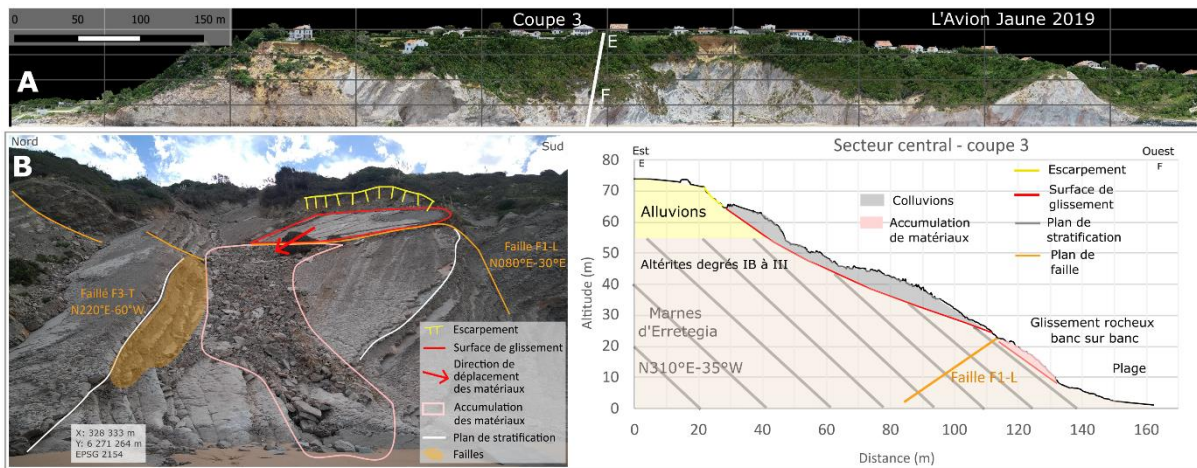 0 50 100 150 m
Coupe 3
L'Avion Jaune 2019
E
F
A
B
Nord
Sud
Faille F1-L
N080°E-30°E
Faillé F3-T
N220°E-60°W
Escarpement
Surface de glissement
Direction de
déplacement
des matériaux
Accumulation
des matériaux
Plan de stratification
Failles
X: 328 333 m
Y: 6 271 264 m
EPSG 2154
Secteur central - coupe 3
Est
E
Ouest
F
Escarpement
Surface de
glissement
Plan de
stratification
Plan de
faille
Colluvions
Accumulation
de matériaux
Alluvions
Altérites degrés IB à III
Marnes
d'Erretegia
N310°E-35°W
Faille F1-L
Glissement rocheux
banc sur banc
Plage
Altitude (m)
80
70
60
50
40
30
20
10
0
0 20 40 60 80 100 120 140 160
Distance (m)